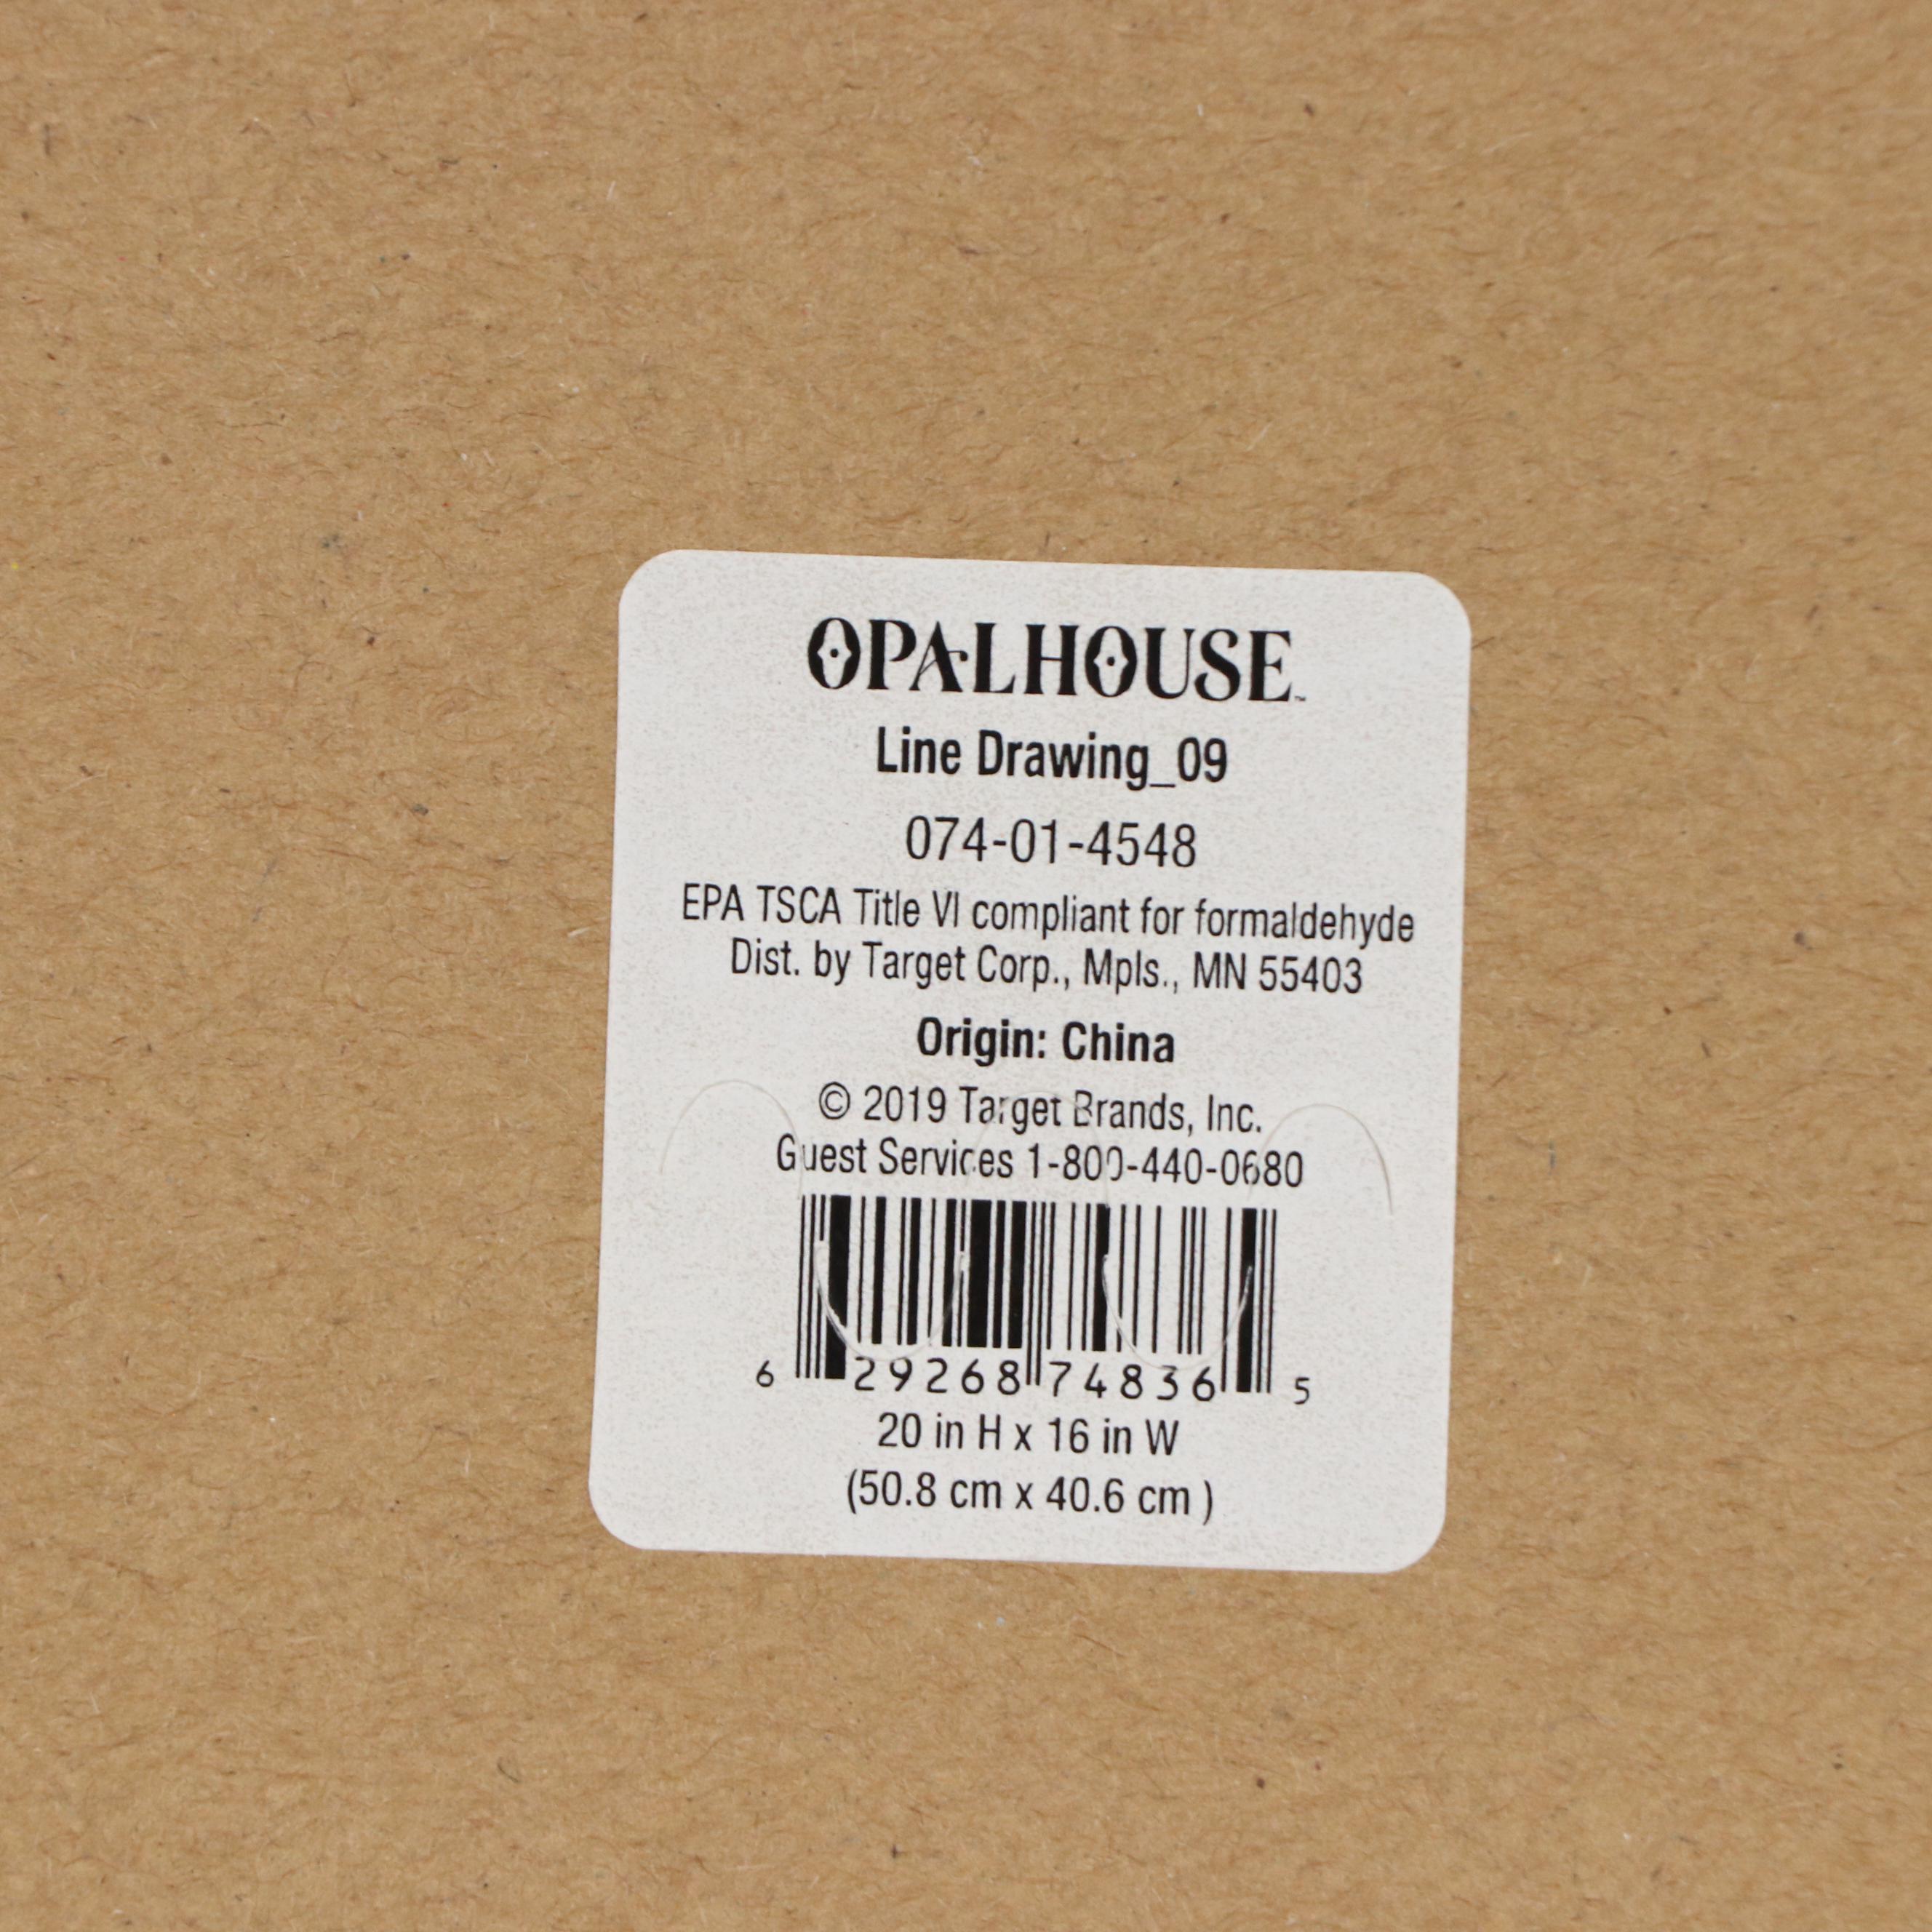 OPALHOUSE™
Line Drawing_09
074-01-4548
EPA TSCA Title VI compliant for formaldehyde
Dist. by Target Corp., Mpls., MN 55403
Origin: China
© 2019 Target Brands, Inc.
Guest Services 1-800-440-0680
6 29268 74836 5
20 in H x 16 in W
(50.8 cm x 40.6 cm )